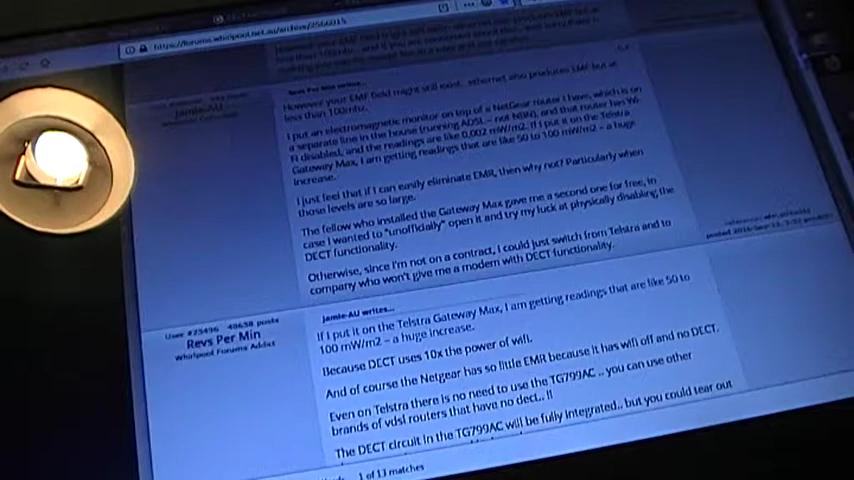 https://forums.whirlpool.net.au/archive/2566015
Revs Per Min writes...
However your EMF field might still exist. ethernet also produces EMF but at
less than 100mhz.
Jamie-AU
I put an electromagnetic monitor on top of a NetGear router I have, which is on
a separate line in the house (running ADSL – not NBN), and that router has Wi-
Fi disabled, and the readings are like 0.002 mW/m2. If I put it on the Telstra
Gateway Max, I am getting readings that are like 50 to 100 mW/m2 – a huge
increase.
I just feel that if I can easily eliminate EMR, then why not? Particularly when
those levels are so large.
The fellow who installed the Gateway Max gave me a second one for free, in
case I wanted to "unofficially" open it and try my luck at physically disabling the
DECT functionality.
Otherwise, since I'm not on a contract, I could just switch from Telstra and to
company who won't give me a modem with DECT functionality.
User #25496 40658 posts
Revs Per Min
Whirlpool Forums Addict
Jamie-AU writes...
If I put it on the Telstra Gateway Max, I am getting readings that are like 50 to
100 mW/m2 – a huge increase.
Because DECT uses 10x the power of wifi.
And of course the Netgear has so little EMR because it has wifi off and no DECT.
Even on Telstra there is no need to use the TG799AC .. you can use other
brands of vdsl routers that have no dect.. !!
The DECT circuit in the TG799AC will be fully integrated.. but you could tear out
1 of 13 matches